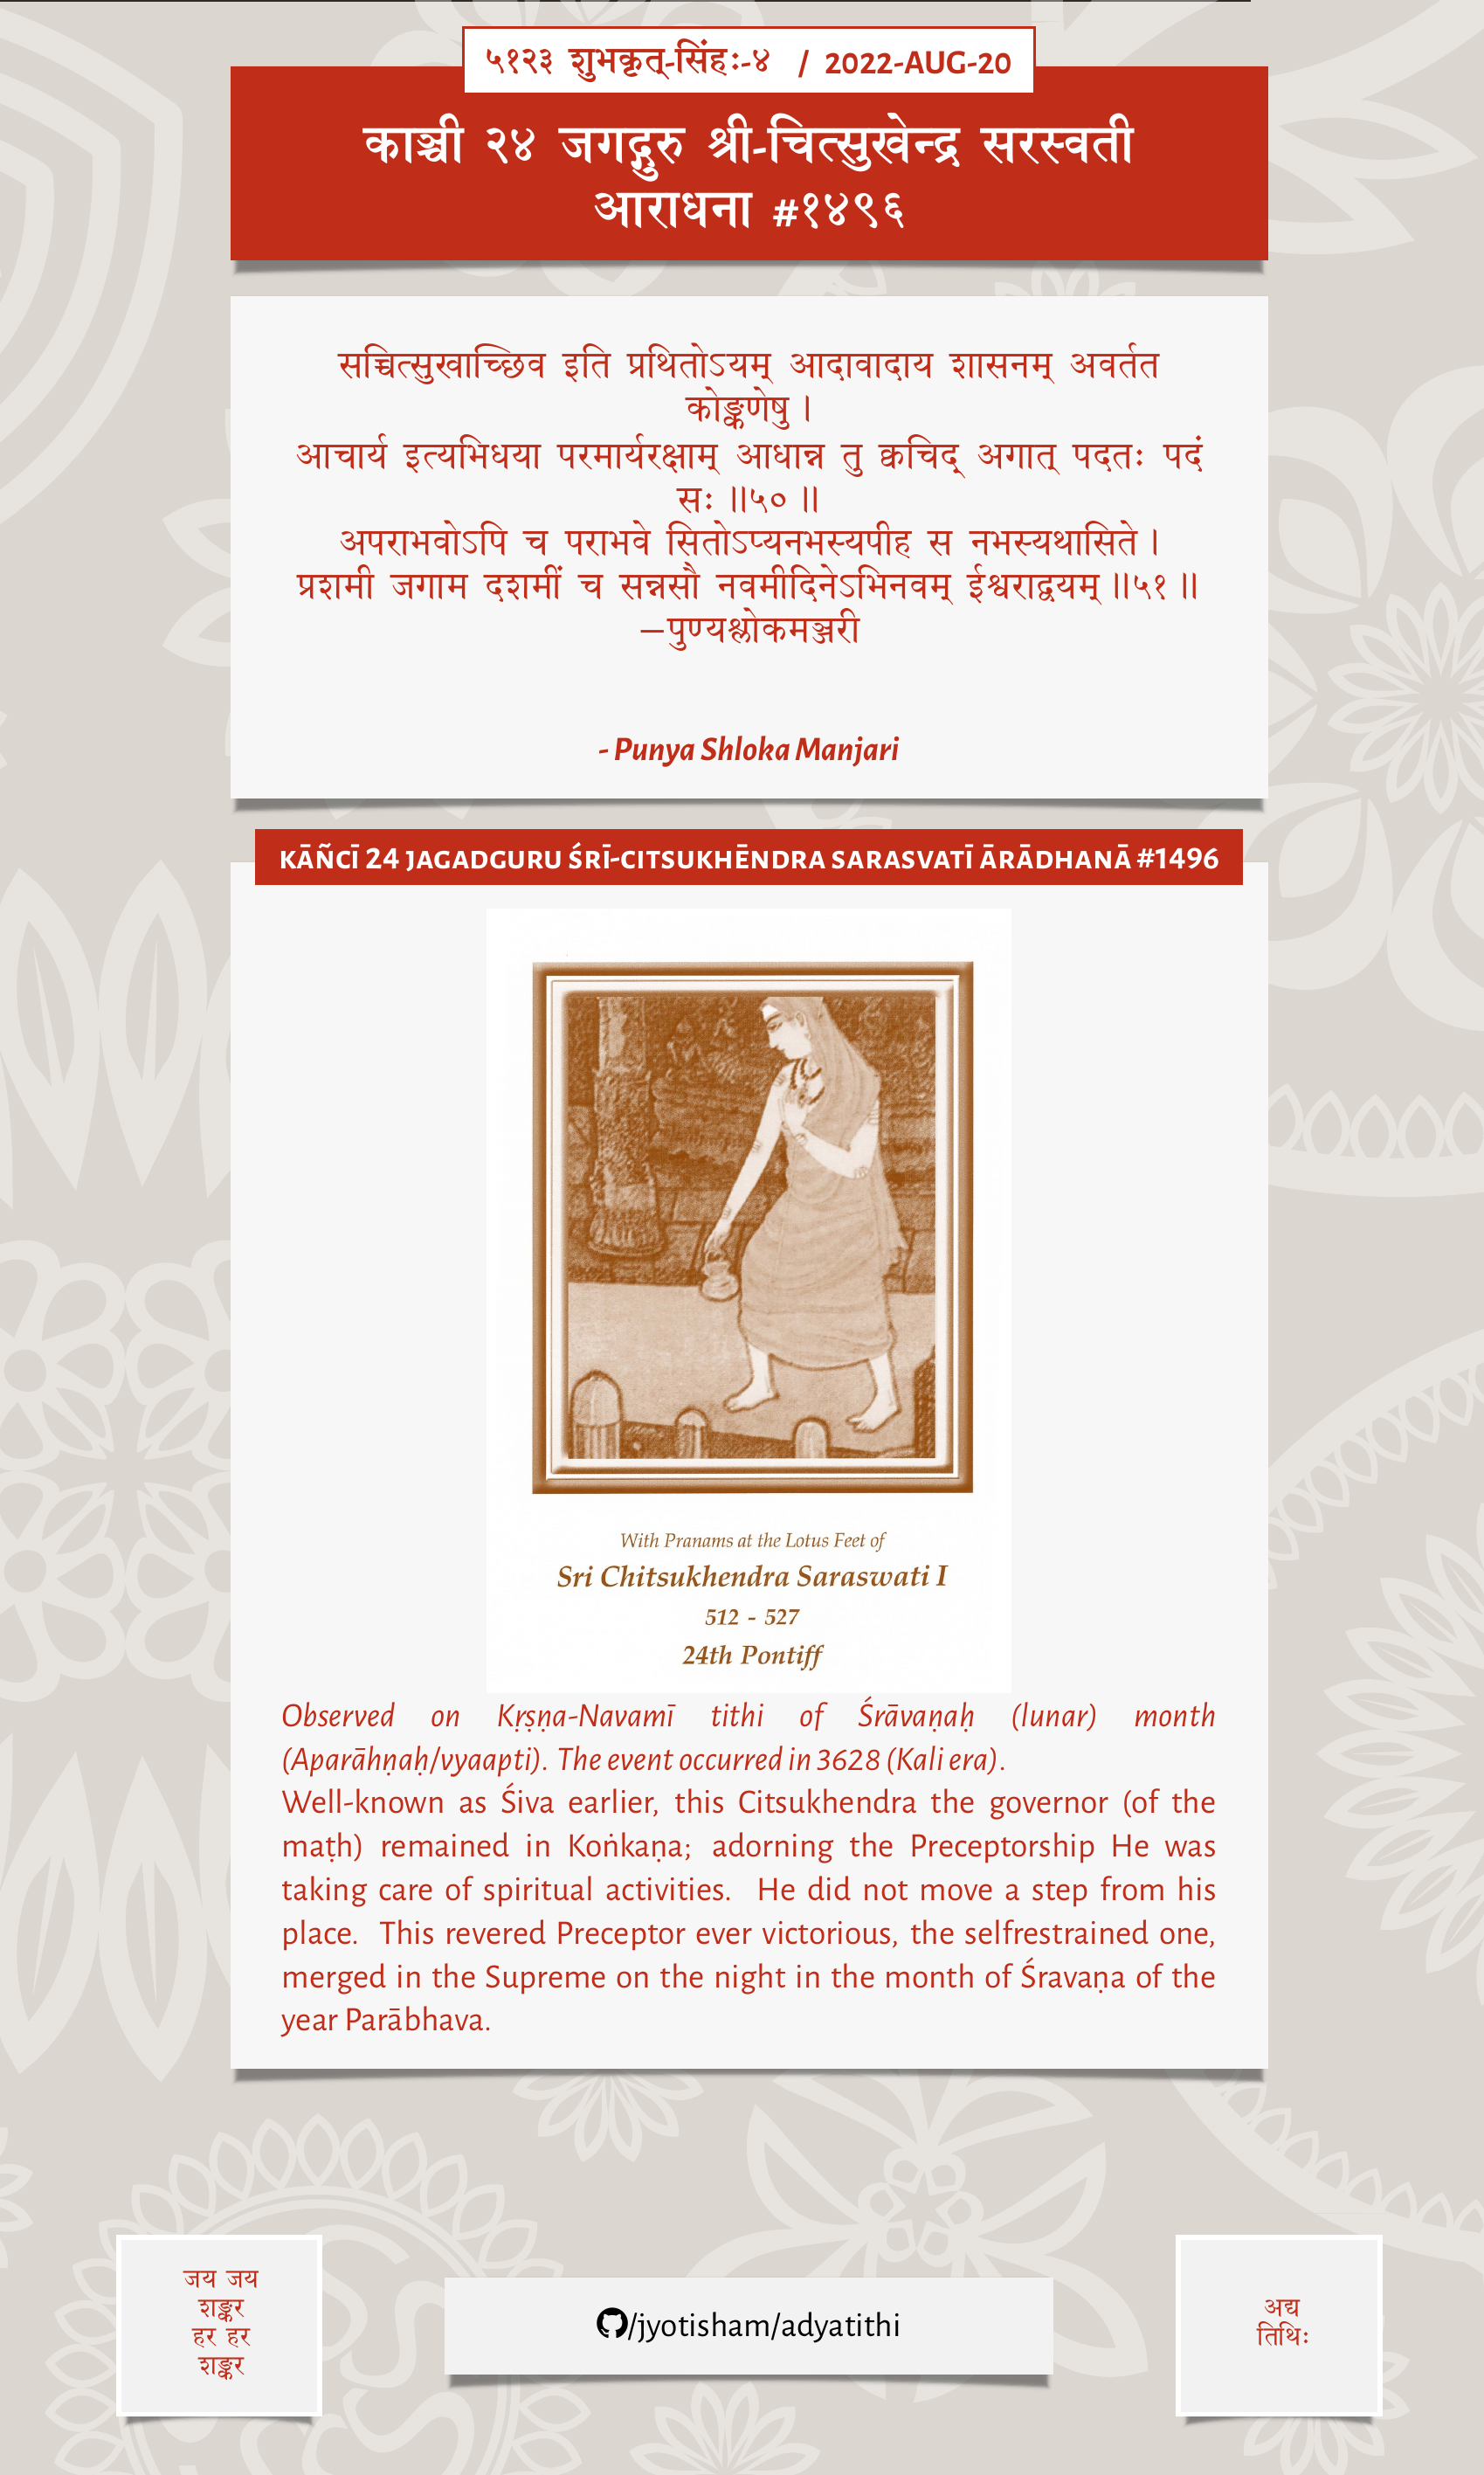 ५१२३ शुभकृत्-सिंहः-४ / 2022-AUG-20
काञ्ची २४ जगद्गुरु श्री-चित्सुखेन्द्र सरस्वती
आराधना #१४९६
सच्चित्सुखाच्छिव इति प्रथितोऽयम् आदावादाय शासनम् अवर्तत
कोङ्कणेषु ।
आचार्य इत्यभिधया परमार्यरक्षाम् आधान्न तु क्वचिद् अगात् पदतः पदं
सः ॥५० ॥
अपराभवोऽपि च पराभवे सितोऽप्यनभस्यपीह स नभस्यथासिते ।
प्रशमी जगाम दशमीं च सन्नसौ नवमीदिनेऽभिनवम् ईश्वराद्वयम् ॥५१ ॥
—पुण्यश्लोकमञ्जरी
- Punya Shloka Manjari
KĀÑCĪ 24 JAGADGURU ŚRĪ-CITSUKHĒNDRA SARASVATĪ ĀRĀDHANĀ #1496
With Pranams at the Lotus Feet of
Sri Chitsukhendra Saraswati I
512 - 527
24th Pontiff
Observed on Kṛṣṇa-Navamī tithi of Śrāvaṇaḥ (lunar) month
(Aparāhṇaḥ/vyaapti). The event occurred in 3628 (Kali era).
Well-known as Śiva earlier, this Citsukhendra the governor (of the
maṭh) remained in Koṅkaṇa; adorning the Preceptorship He was
taking care of spiritual activities. He did not move a step from his
place. This revered Preceptor ever victorious, the selfrestrained one,
merged in the Supreme on the night in the month of Śravaṇa of the
year Parābhava.
जय जय
शङ्कर
हर हर
शङ्कर
/jyotisham/adyatithi
अद्य
तिथिः